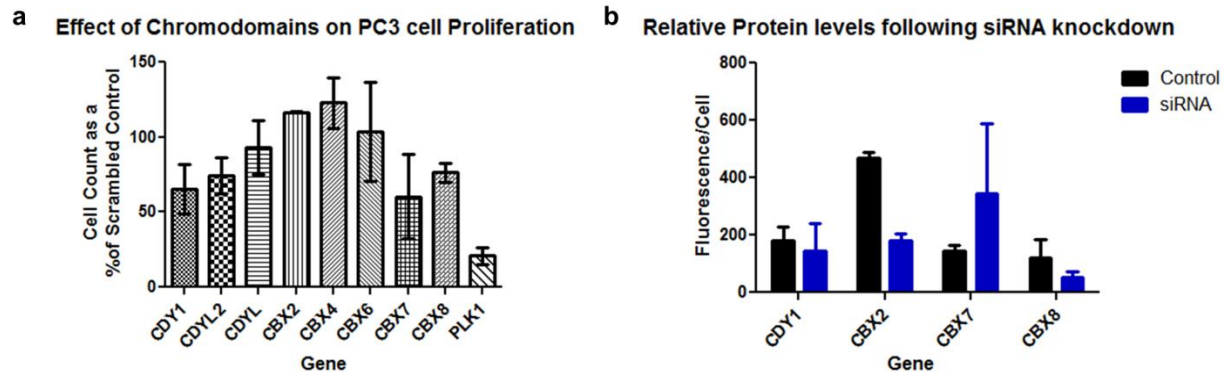 a
Effect of Chromodomains on PC3 cell Proliferation
Cell Count as a
%of Scrambled Control
150
100
50
0
CDY1
CDYL2
CDYL
CBX2
CBX4
CBX6
CBX7
CBX8
PLK1
Gene
b
Relative Protein levels following siRNA knockdown
Fluorescence/Cell
800
600
400
200
0
CDY1
CBX2
CBX7
CBX8
Gene
Control
siRNA